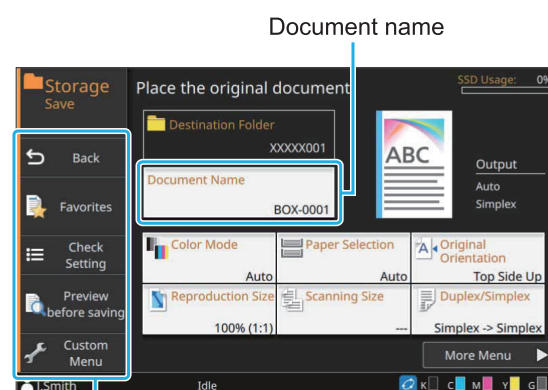 Document name
Storage
Save
Place the original document
SSD Usage: 0%
Back
Favorites
Check
Setting
Preview
before saving
Custom
Menu
Destination Folder
XXXXX001
Document Name
BOX-0001
ABC
Output
Auto
Simplex
Color Mode
Auto
Paper Selection
Auto
A
Original
Orientation
Top Side Up
Reproduction Size
100% (1:1)
Scanning Size
---
Duplex/Simplex
Simplex -> Simplex
More Menu
J.Smith
Idle
K C M Y G